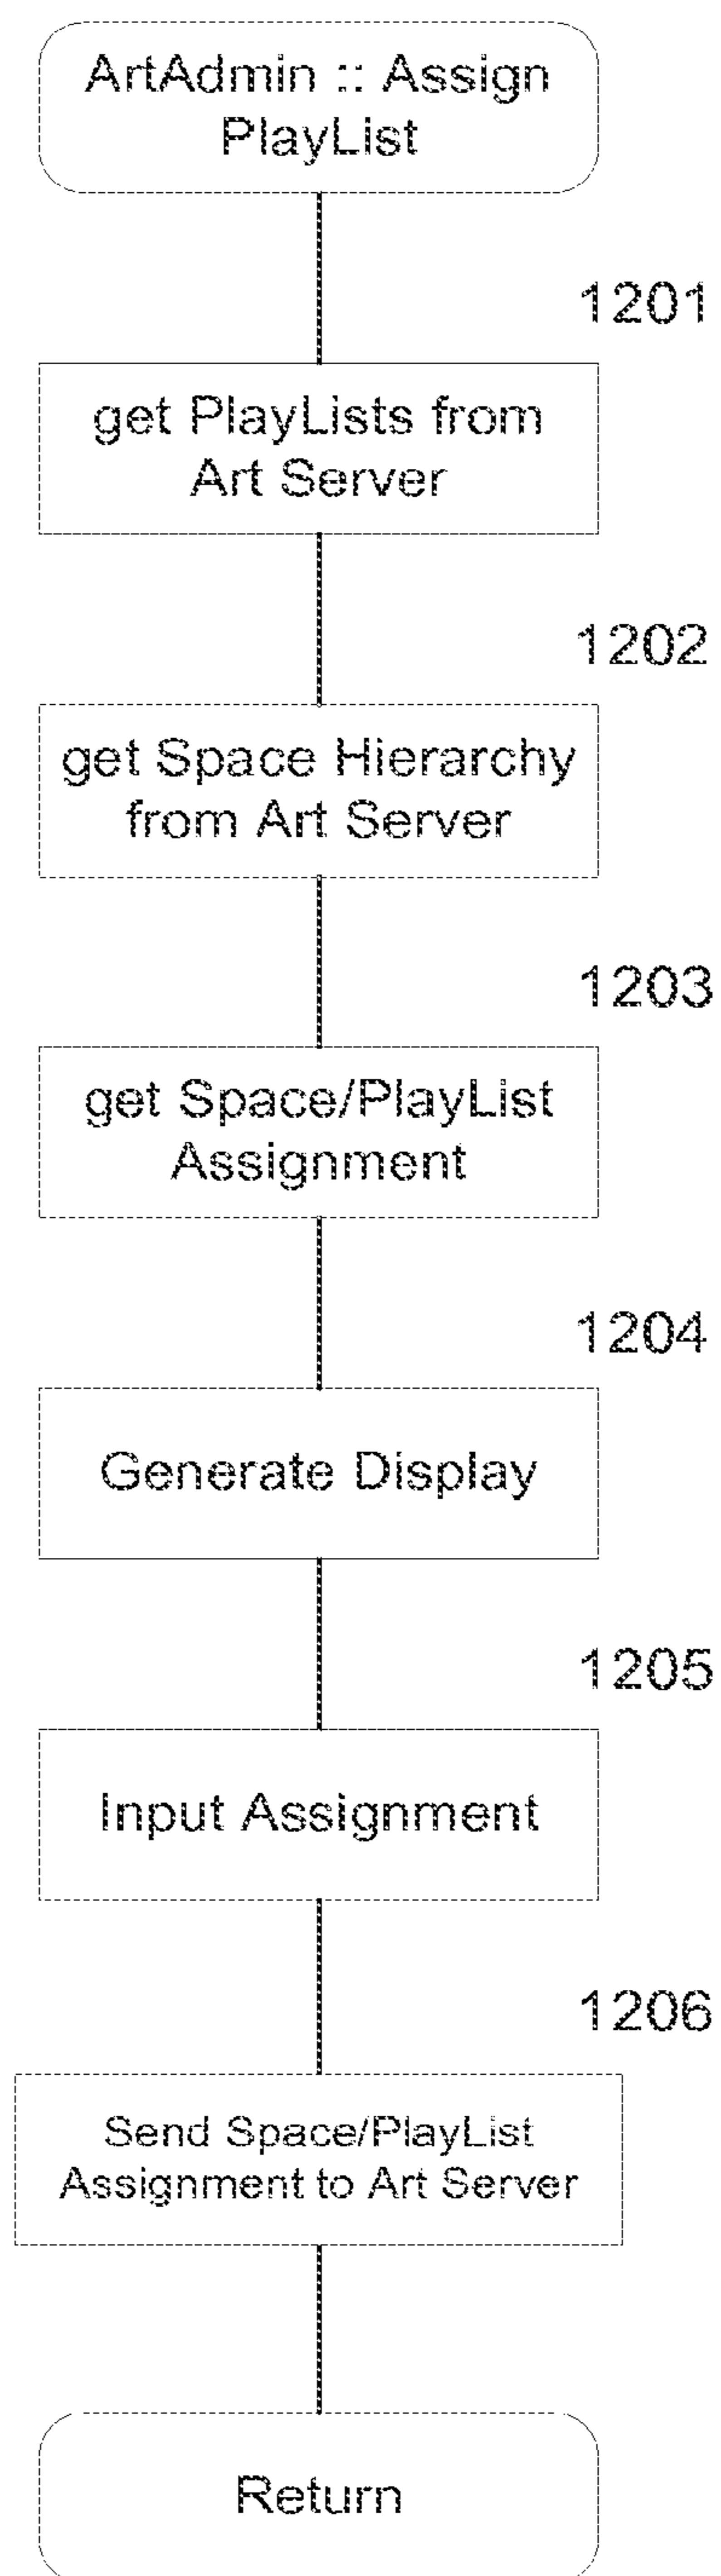 ArtAdmin :: Assign
PlayList
1201
get PlayLists from
Art Server
1202
get Space Hierarchy
from Art Server
1203
get Space/PlayList
Assignment
1204
Generate Display
1205
Input Assignment
1206
Send Space/PlayList
Assignment to Art Server
Return